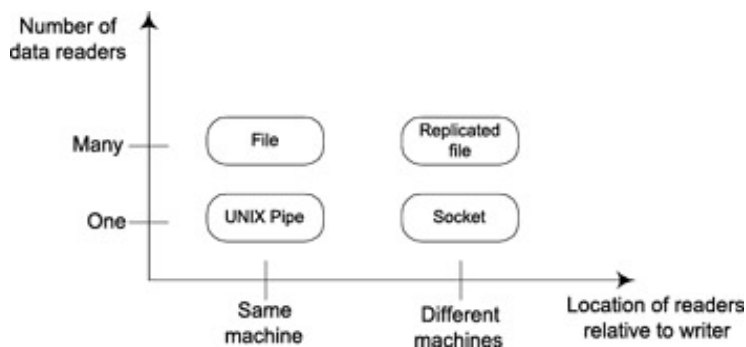 Number of
data readers
Many
File
Replicated
file
One
UNIX Pipe
Socket
Same
machine
Different
machines
Location of readers
relative to writer